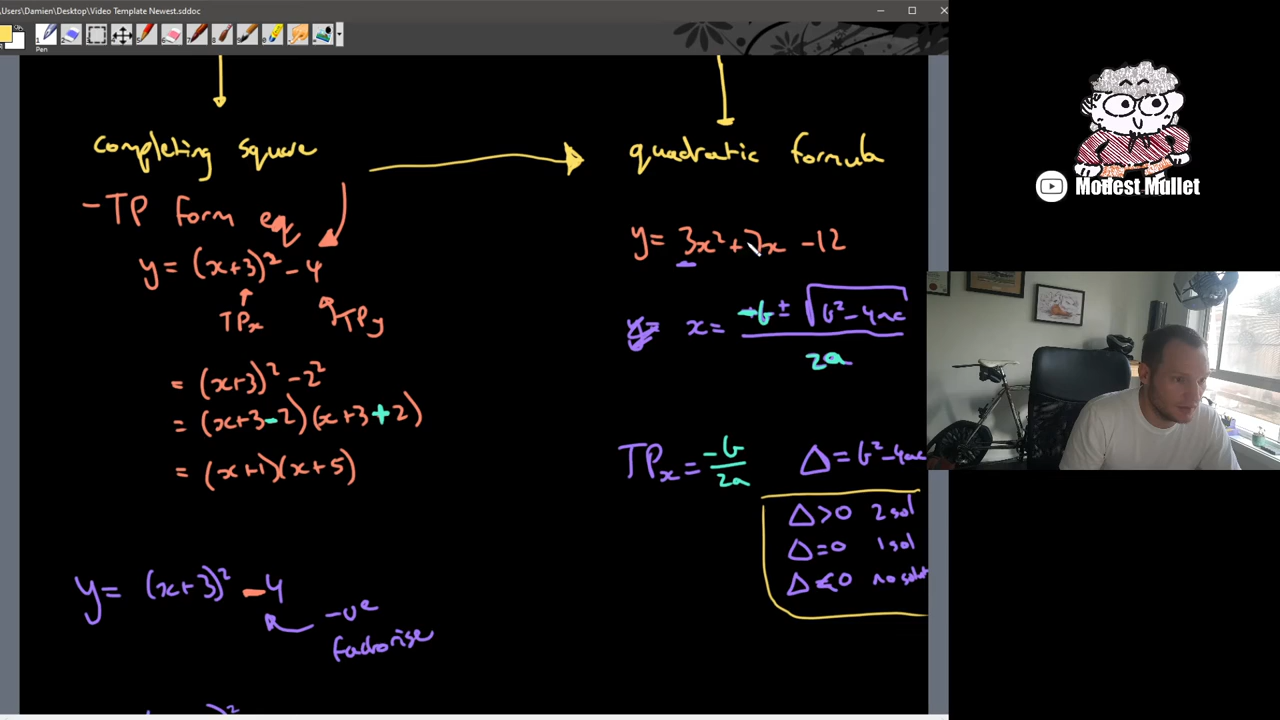 Users\Damien\Desktop\Video Template Newest.sddoc
Pen
completing square
-TP form eq
y = (x+3)² - 4
TPx
TPy
= (x+3)² - 2²
= (x+3-2)(x+3+2)
= (x+1)(x+5)
y = (x+3)² - 4
-ve
factorise
quadratic formula
y = 3x² + 7x - 12
x = -b ± √b²-4ac
2a
TPx = -b
2a
Δ = b²-4ac
Δ>0 2 sol
Δ=0 1 sol
Δ<0 no solut
Modest Mullet